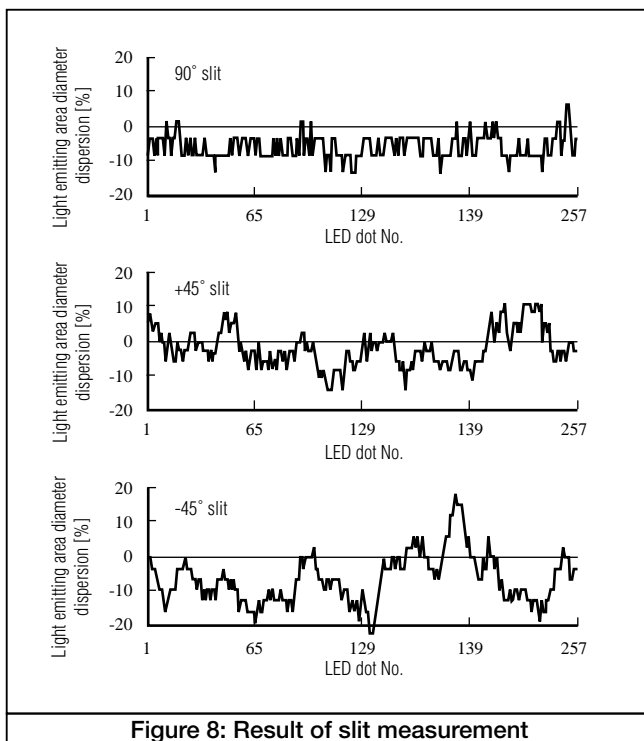 Light emitting area diameter
dispersion [%]
20
10
0
-10
-20
90˚ slit
1 65 129 139 257
LED dot No.
Light emitting area diameter
dispersion [%]
20
10
0
-10
-20
+45˚ slit
1 65 129 139 257
LED dot No.
Light emitting area diameter
dispersion [%]
20
10
0
-10
-20
-45˚ slit
1 65 129 139 257
LED dot No.
Figure 8: Result of slit measurement